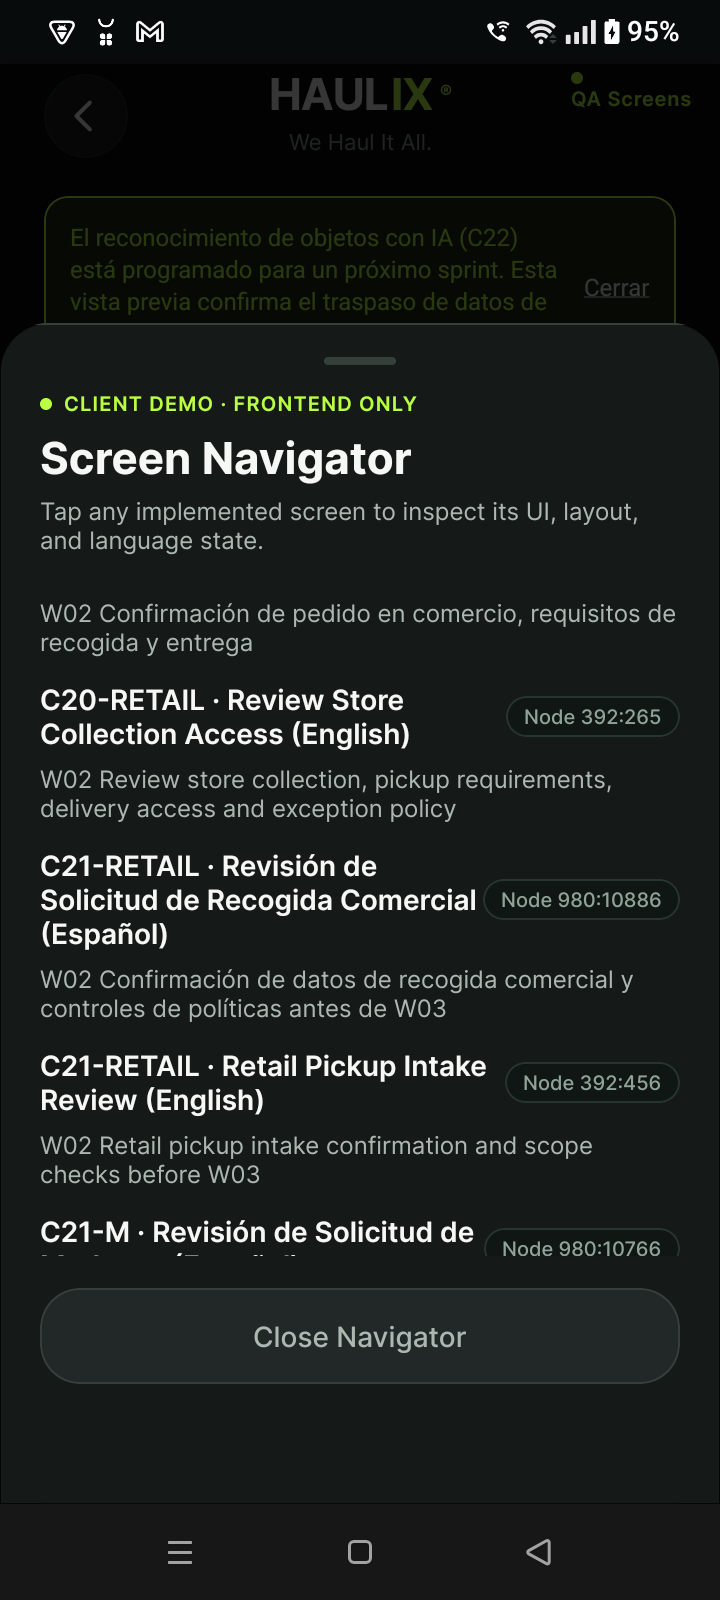 95%
HAULIX ®
QA Screens
We Haul It All.
El reconocimiento de objetos con IA (C22)
está programado para un próximo sprint. Esta
vista previa confirma el traspaso de datos de
Cerrar
CLIENT DEMO · FRONTEND ONLY
Screen Navigator
Tap any implemented screen to inspect its UI, layout,
and language state.
W02 Confirmación de pedido en comercio, requisitos de
recogida y entrega
C20-RETAIL · Review Store
Collection Access (English)
Node 392:265
W02 Review store collection, pickup requirements,
delivery access and exception policy
C21-RETAIL · Revisión de
Solicitud de Recogida Comercial
(Español)
Node 980:10886
W02 Confirmación de datos de recogida comercial y
controles de políticas antes de W03
C21-RETAIL · Retail Pickup Intake
Review (English)
Node 392:456
W02 Retail pickup intake confirmation and scope
checks before W03
C21-M · Revisión de Solicitud de
Node 980:10766
Close Navigator